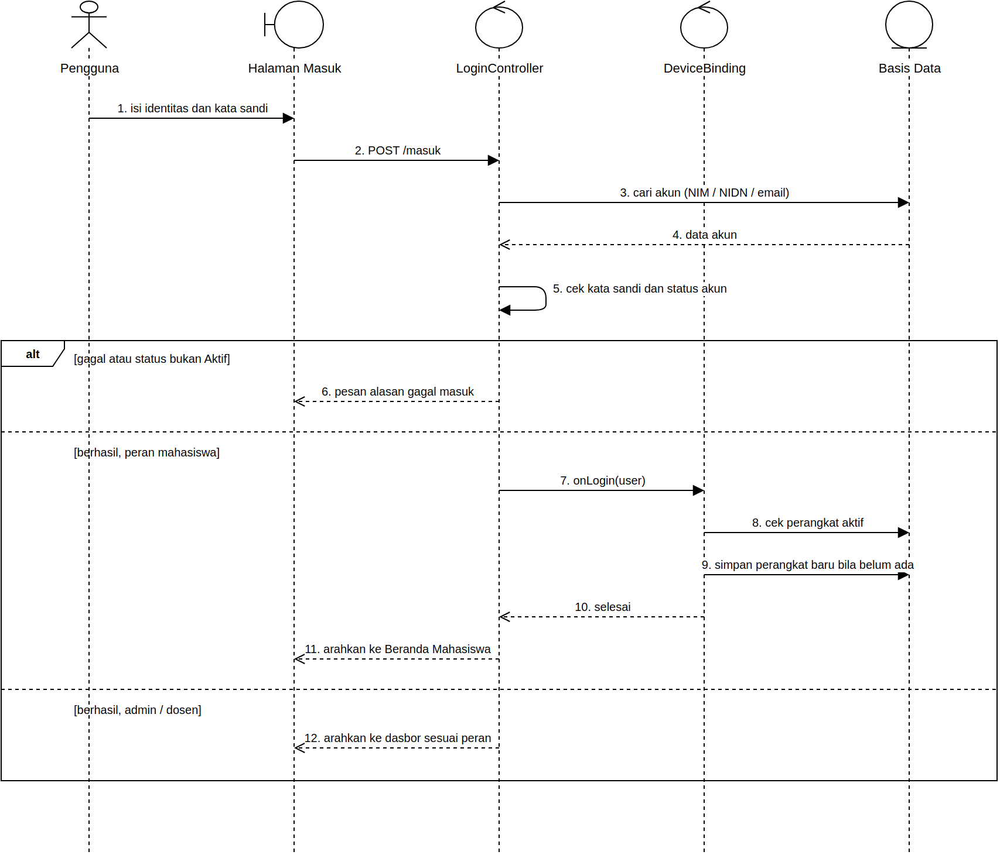 Pengguna
Halaman Masuk
LoginController
DeviceBinding
Basis Data
1. isi identitas dan kata sandi
2. POST /masuk
3. cari akun (NIM / NIDN / email)
4. data akun
5. cek kata sandi dan status akun
alt
[gagal atau status bukan Aktif]
6. pesan alasan gagal masuk
[berhasil, peran mahasiswa]
7. onLogin(user)
8. cek perangkat aktif
9. simpan perangkat baru bila belum ada
10. selesai
11. arahkan ke Beranda Mahasiswa
[berhasil, admin / dosen]
12. arahkan ke dasbor sesuai peran